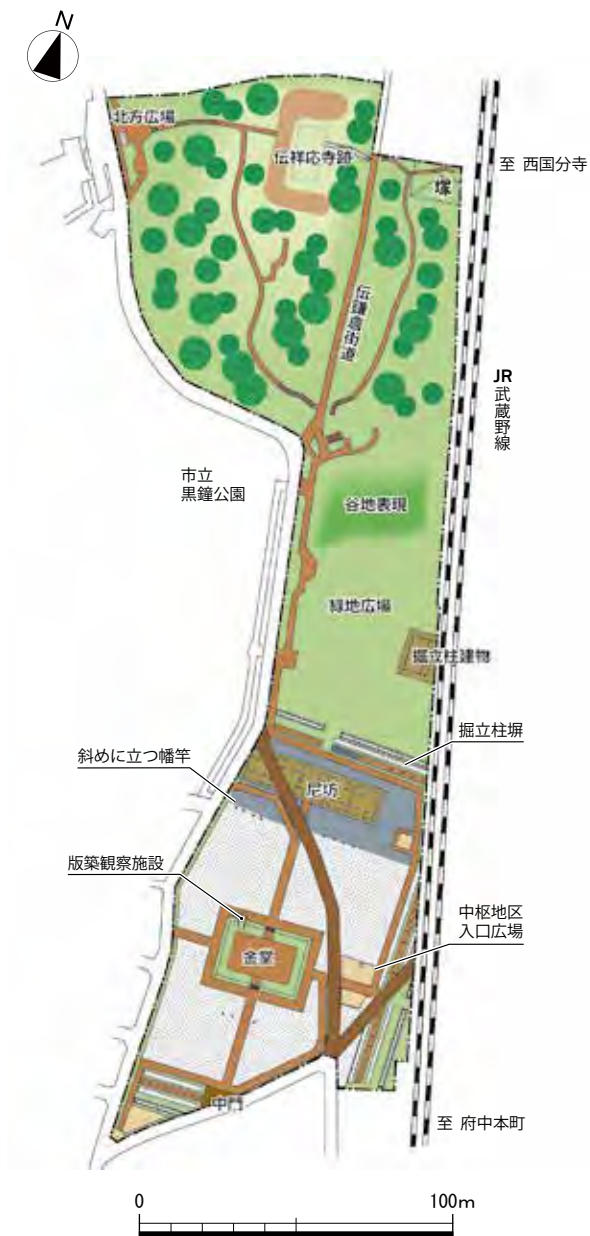 N
北方広場
伝祥応寺跡
至 西国分寺
塚
伝鎌倉街道
JR
武蔵野線
市立
黒鐘公園
谷地表現
緑地広場
掘立柱建物
掘立柱塀
斜めに立つ幡竿
尼坊
版築観察施設
中枢地区
入口広場
金堂
中門
至 府中本町
0 100m